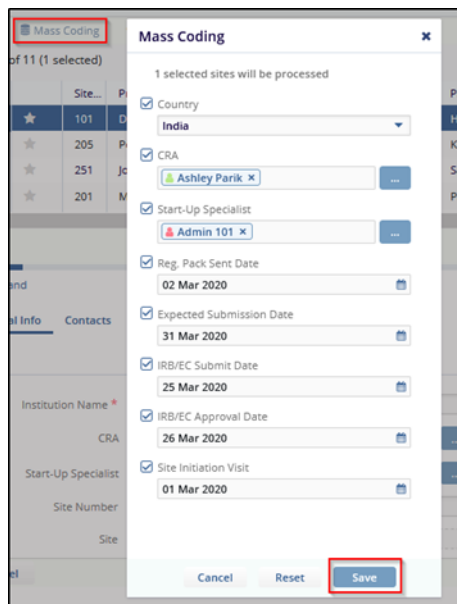 Mass Coding
of 11 (1 selected)
Site...
101
205
251
201
al Info Contacts
Institution Name *
CRA
Start-Up Specialist
Site Number
Site
Mass Coding
1 selected sites will be processed
Country
India
CRA
Ashley Parik ×
...
Start-Up Specialist
Admin 101 ×
...
Reg. Pack Sent Date
02 Mar 2020
Expected Submission Date
31 Mar 2020
IRB/EC Submit Date
25 Mar 2020
IRB/EC Approval Date
26 Mar 2020
Site Initiation Visit
01 Mar 2020
Cancel Reset Save